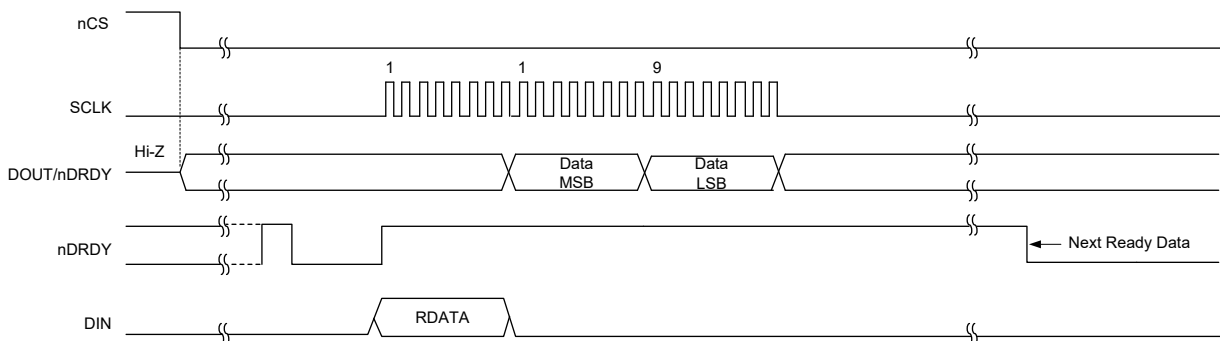 nCS
1 1 9
SCLK
Hi-Z
DOUT/nDRDY
Data
MSB
Data
LSB
nDRDY
Next Ready Data
DIN
RDATA